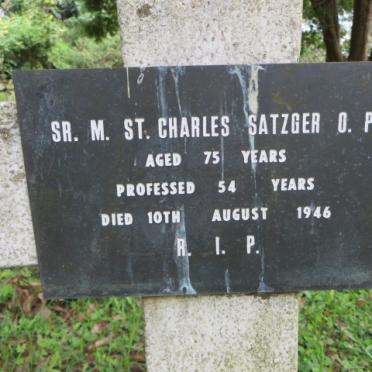 SR. M. ST. CHARLES SATZGER O. P
AGED 75 YEARS
PROFESSED 54 YEARS
DIED 10TH AUGUST 1946
R. I. P.